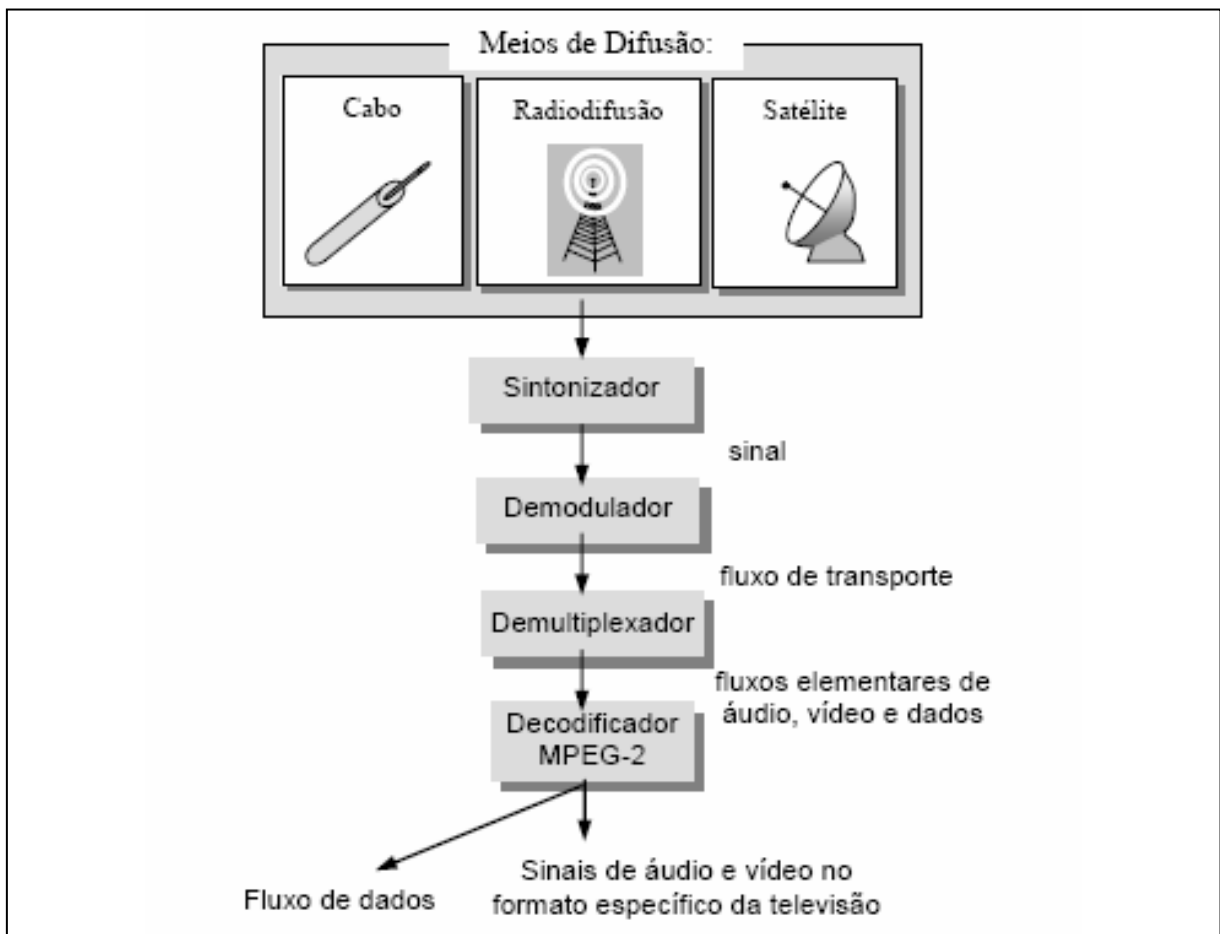 Meios de Difusão:
Cabo
Radiodifusão
Satélite
Sintonizador
sinal
Demodulador
fluxo de transporte
Demultiplexador
fluxos elementares de
áudio, vídeo e dados
Decodificador
MPEG-2
Fluxo de dados
Sinais de áudio e vídeo no
formato específico da televisão